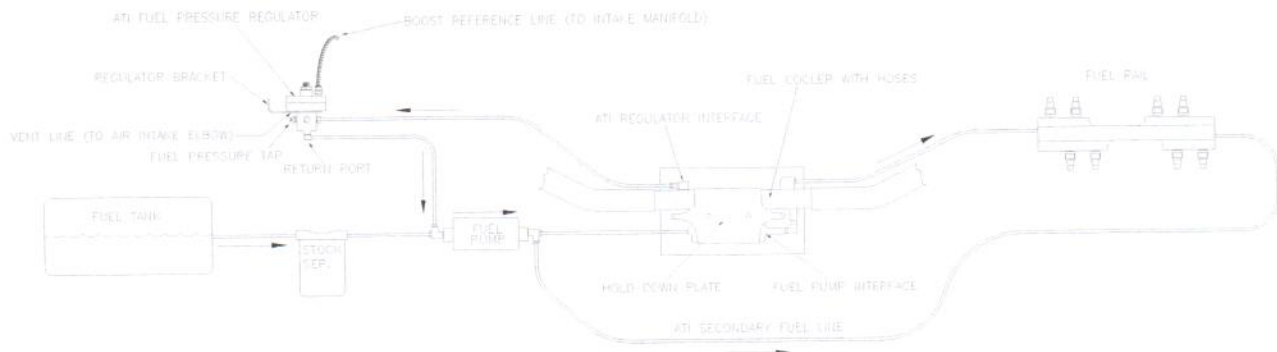 ATI FUEL PRESSURE REGULATOR
BOOST REFERENCE LINE (TO INTAKE MANIFOLD)
REGULATOR BRACKET
FUEL COOLER WITH HOSES
FUEL RAIL
ATI REGULATOR INTERFACE
VENT LINE (TO AIR INTAKE ELBOW)
FUEL PRESSURE TAP
RETURN PORT
FUEL TANK
FUEL
PUMP
STOCK
SEP.
HOLD DOWN PLATE
FUEL PUMP INTERFACE
ATI SECONDARY FUEL LINE